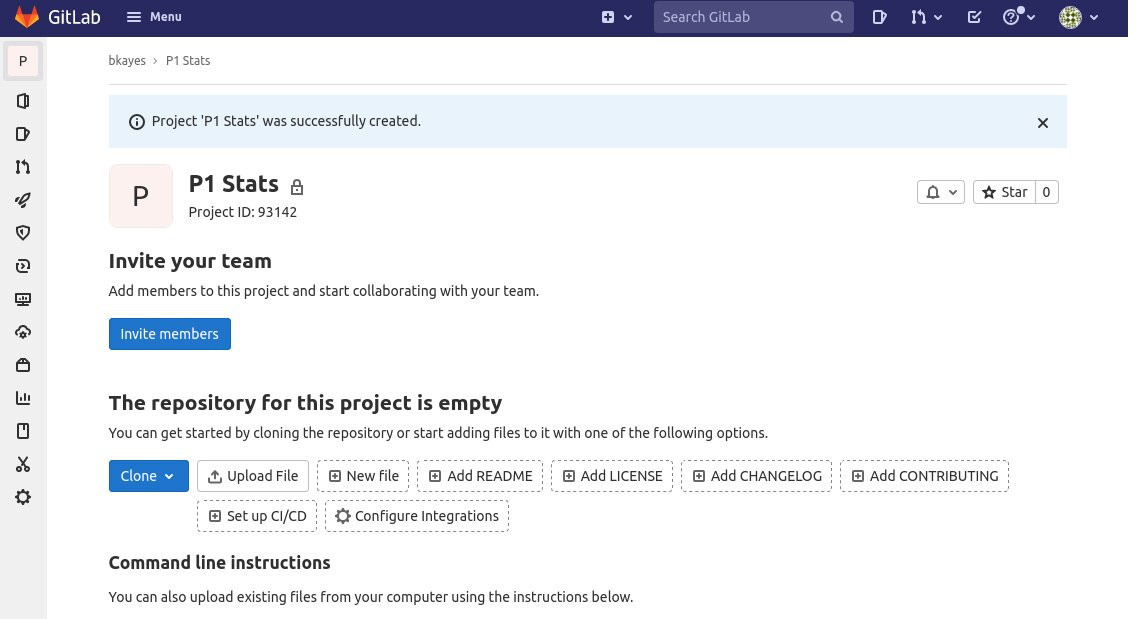 GitLab Menu Search GitLab
P
bkayes › P1 Stats
Project 'P1 Stats' was successfully created.
P
P1 Stats
Project ID: 93142
Star 0
Invite your team
Add members to this project and start collaborating with your team.
Invite members
The repository for this project is empty
You can get started by cloning the repository or start adding files to it with one of the following options.
Clone Upload File New file Add README Add LICENSE Add CHANGELOG Add CONTRIBUTING
Set up CI/CD Configure Integrations
Command line instructions
You can also upload existing files from your computer using the instructions below.